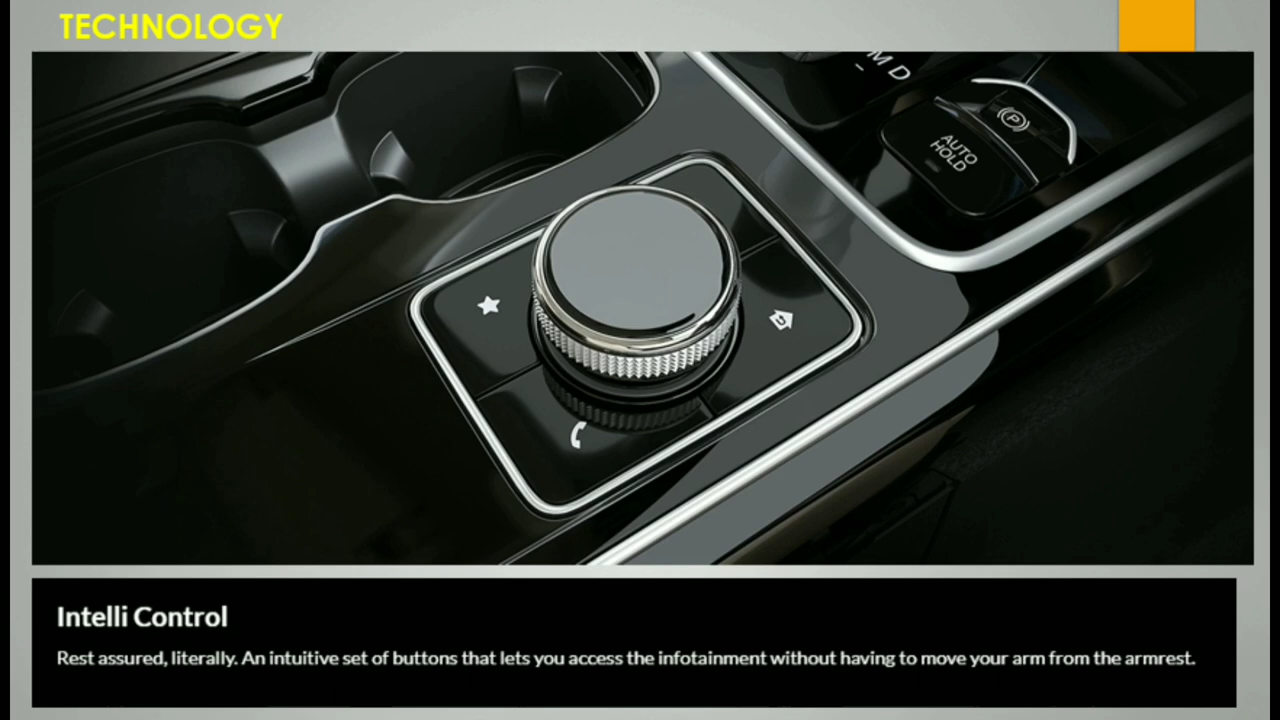 TECHNOLOGY
M D
P
AUTO
HOLD
Intelli Control
Rest assured, literally. An intuitive set of buttons that lets you access the infotainment without having to move your arm from the armrest.